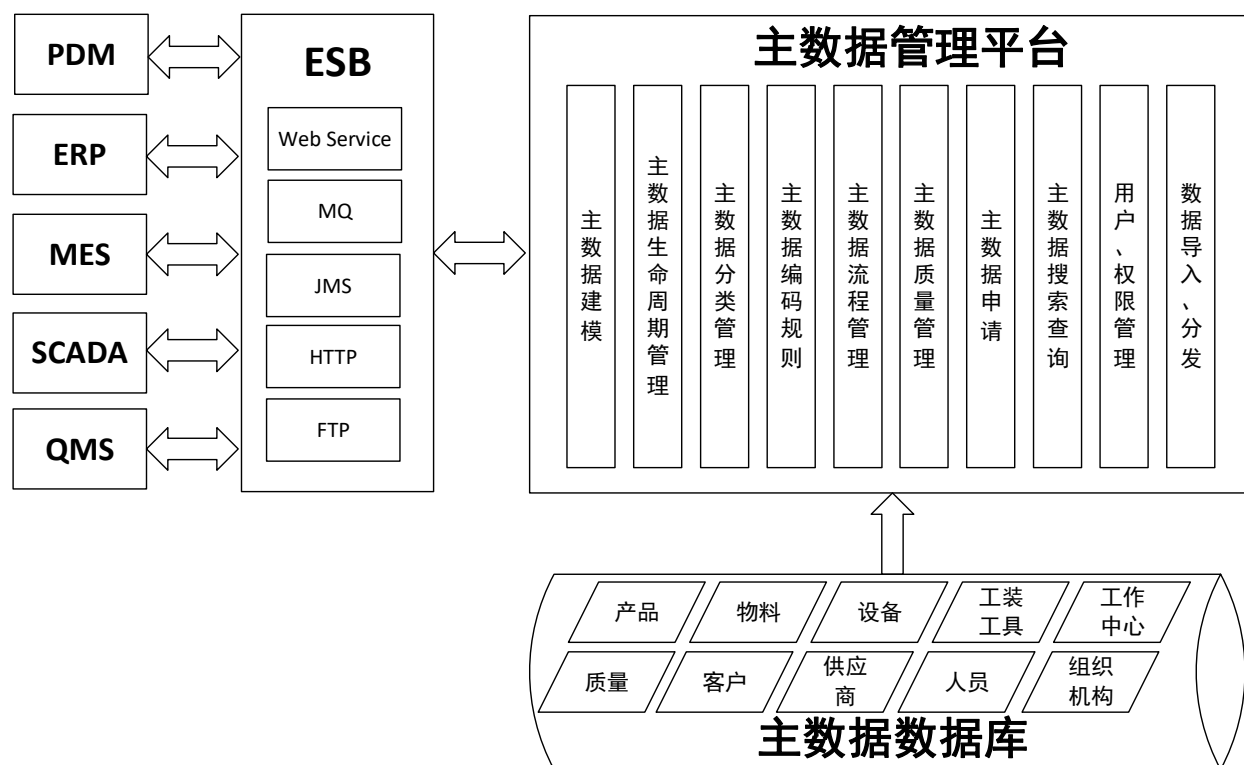 PDM
ERP
MES
SCADA
QMS
ESB
Web Service
MQ
JMS
HTTP
FTP
主数据管理平台
主数据建模
主数据生命周期管理
主数据分类管理
主数据编码规则
主数据流程管理
主数据质量管理
主数据申请
主数据搜索查询
用户、权限管理
数据导入、分发
产品
物料
设备
工装
工具
工作
中心
质量
客户
供应
商
人员
组织
机构
主数据数据库